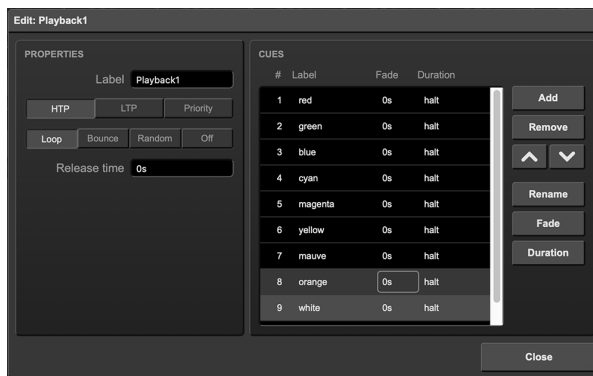 Edit: Playback1
PROPERTIES
Label Playback1
HTP LTP Priority
Loop Bounce Random Off
Release time 0s
CUES
# Label Fade Duration
1 red 0s halt
2 green 0s halt
3 blue 0s halt
4 cyan 0s halt
5 magenta 0s halt
6 yellow 0s halt
7 mauve 0s halt
8 orange 0s halt
9 white 0s halt
Add
Remove
Rename
Fade
Duration
Close